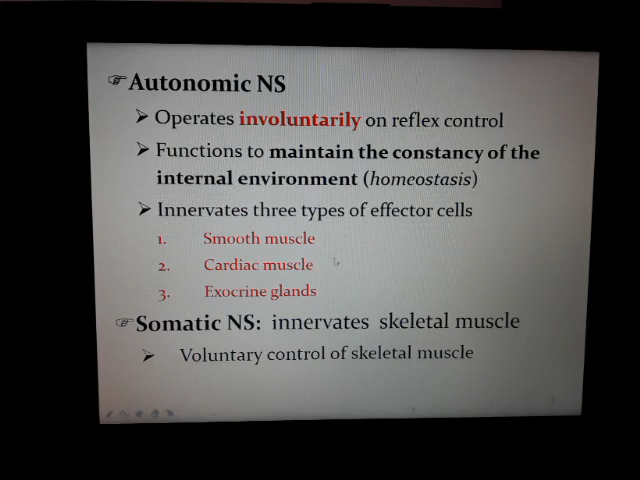 Autonomic NS
Operates involuntarily on reflex control
Functions to maintain the constancy of the
internal environment (homeostasis)
Innervates three types of effector cells
1. Smooth muscle
2. Cardiac muscle
3. Exocrine glands
Somatic NS: innervates skeletal muscle
Voluntary control of skeletal muscle